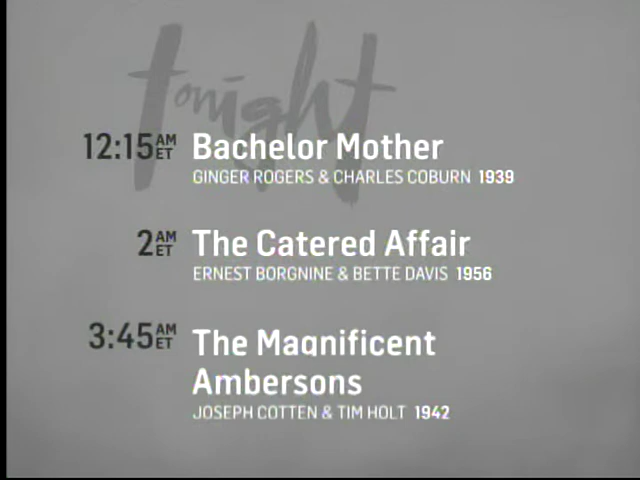 tonight
12:15 AM ET Bachelor Mother
GINGER ROGERS & CHARLES COBURN 1939
2 AM ET The Catered Affair
ERNEST BORGNINE & BETTE DAVIS 1956
3:45 AM ET The Magnificent
Ambersons
JOSEPH COTTEN & TIM HOLT 1942